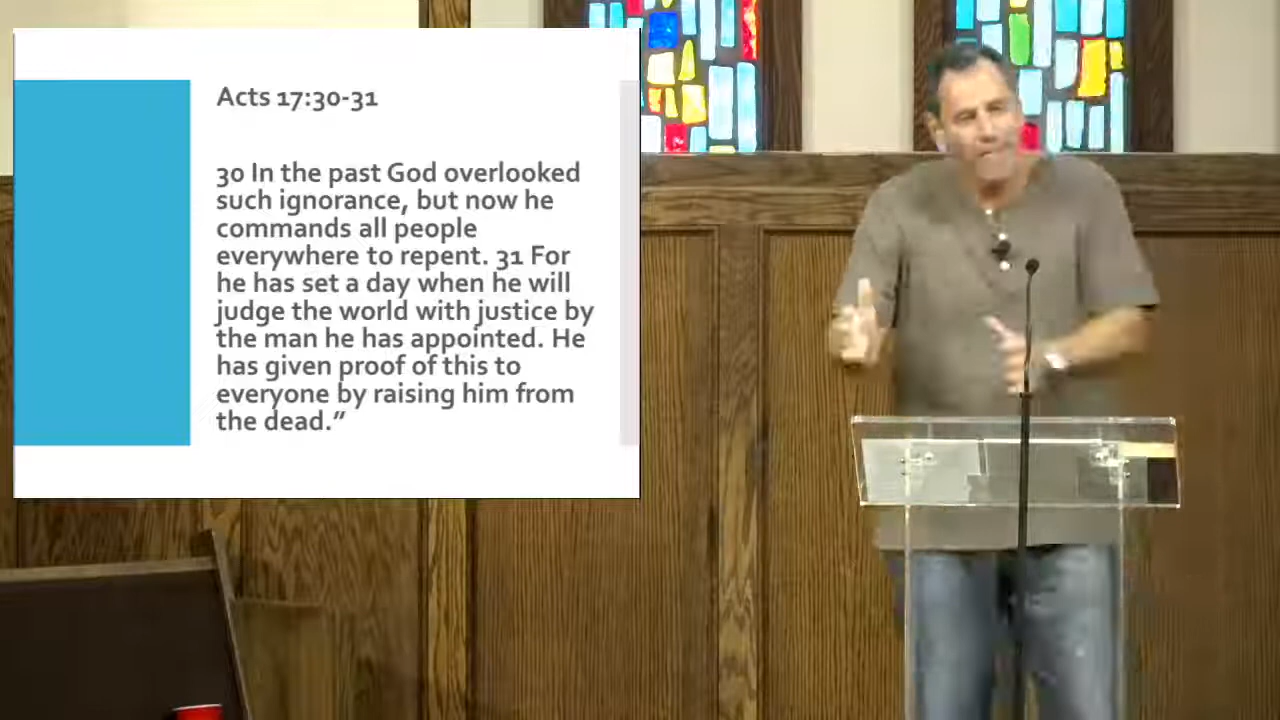 Acts 17:30-31
30 In the past God overlooked
such ignorance, but now he
commands all people
everywhere to repent. 31 For
he has set a day when he will
judge the world with justice by
the man he has appointed. He
has given proof of this to
everyone by raising him from
the dead.”